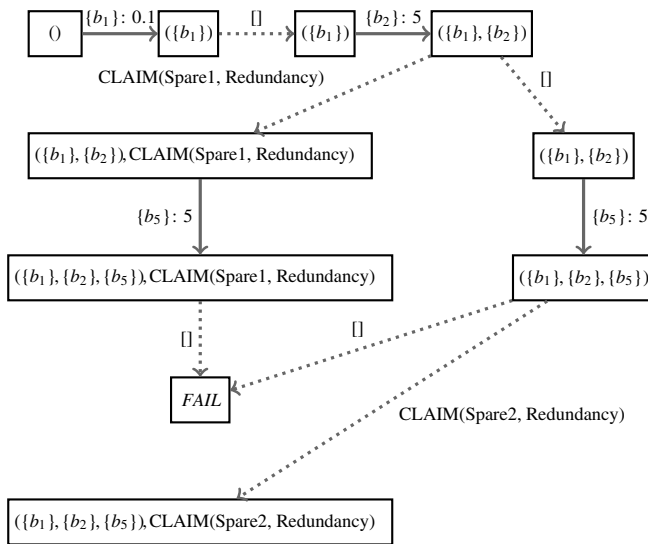 () {b₁}: 0.1 ({b₁}) [] ({b₁}) {b₂}: 5 ({b₁},{b₂})
CLAIM(Spare1, Redundancy) []
({b₁},{b₂}),CLAIM(Spare1, Redundancy) ({b₁},{b₂})
{b₅}: 5 {b₅}: 5
({b₁},{b₂},{b₅}),CLAIM(Spare1, Redundancy) ({b₁},{b₂},{b₅})
[] []
FAIL
CLAIM(Spare2, Redundancy)
({b₁},{b₂},{b₅}),CLAIM(Spare2, Redundancy)